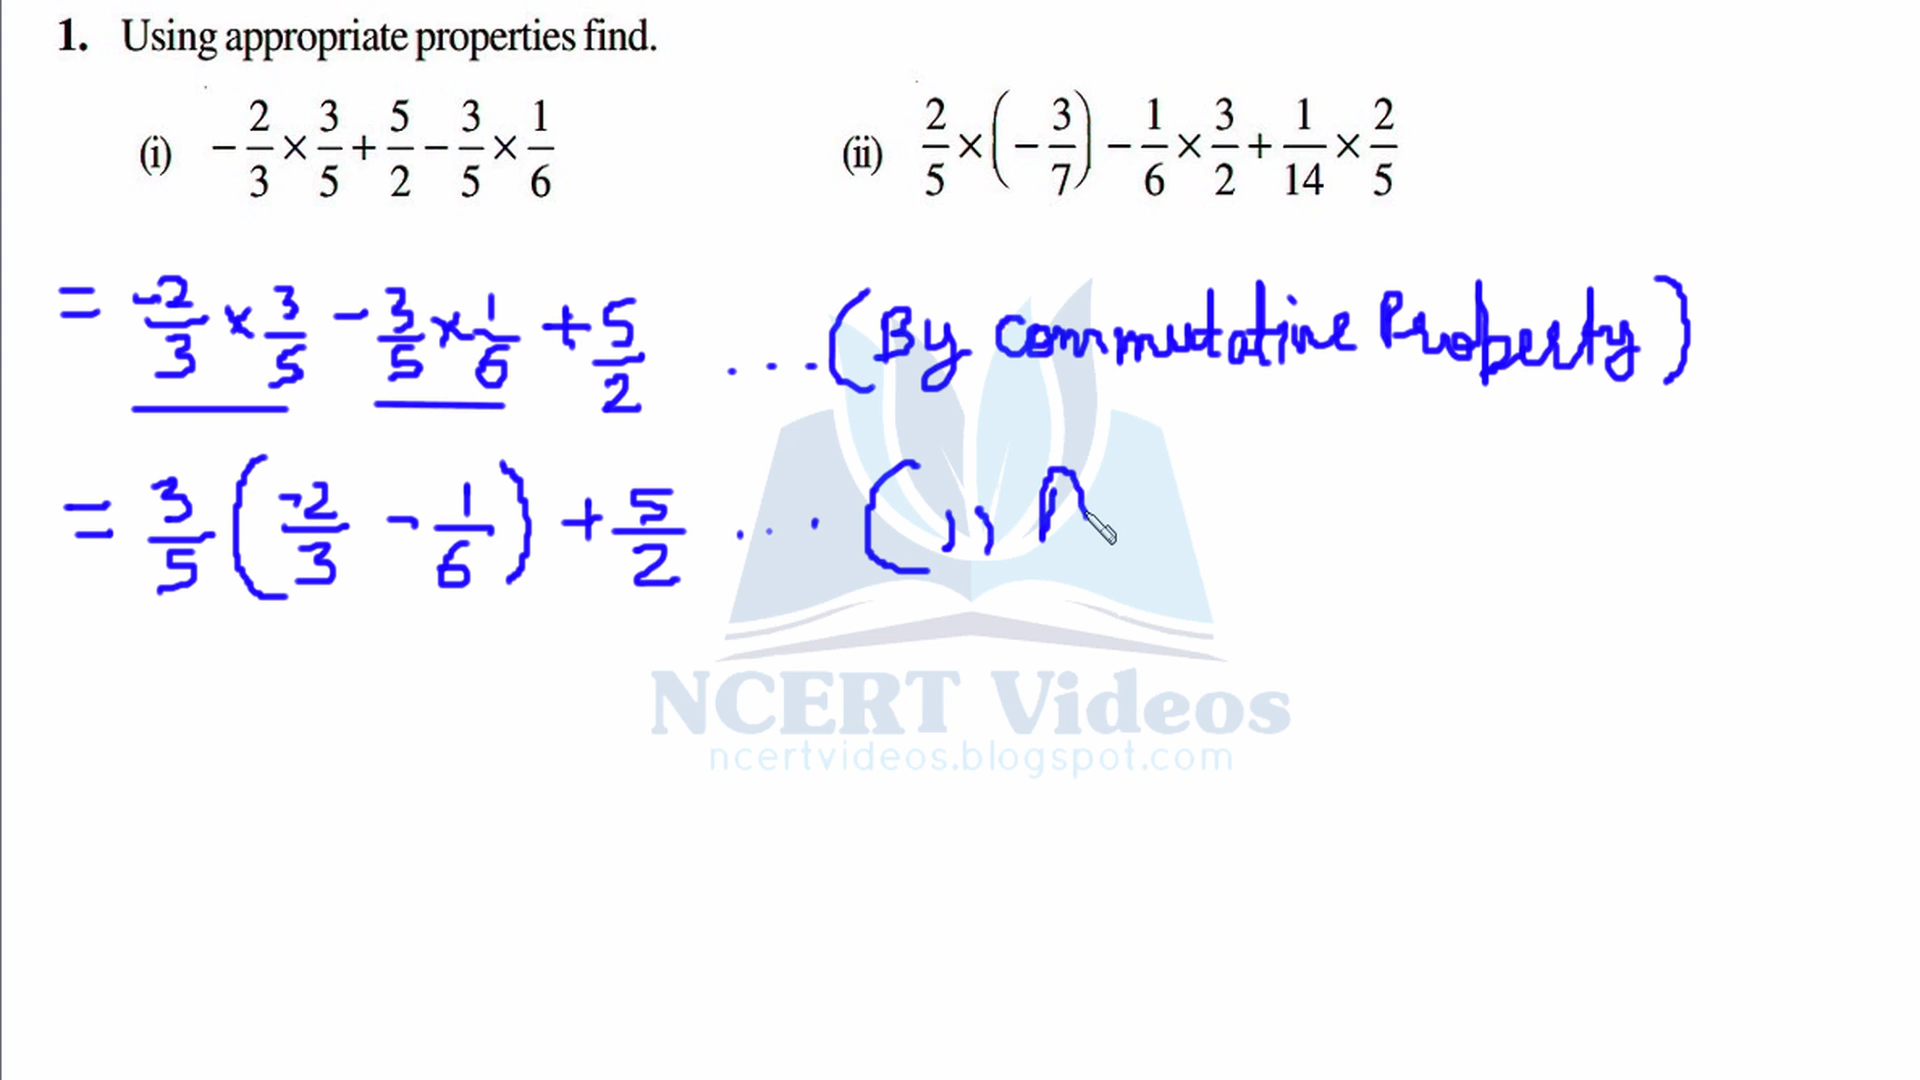 1. Using appropriate properties find.
(i) -2/3 × 3/5 + 5/2 - 3/5 × 1/6 (ii) 2/5 × (-3/7) - 1/6 × 3/2 + 1/14 × 2/5
= -2/3 × 3/5 - 3/5 × 1/6 + 5/2 ...(By Commutative Property)
= 3/5 (-2/3 - 1/6) + 5/2 ... ( ,,
NCERT Videos
ncertvideos.blogspot.com